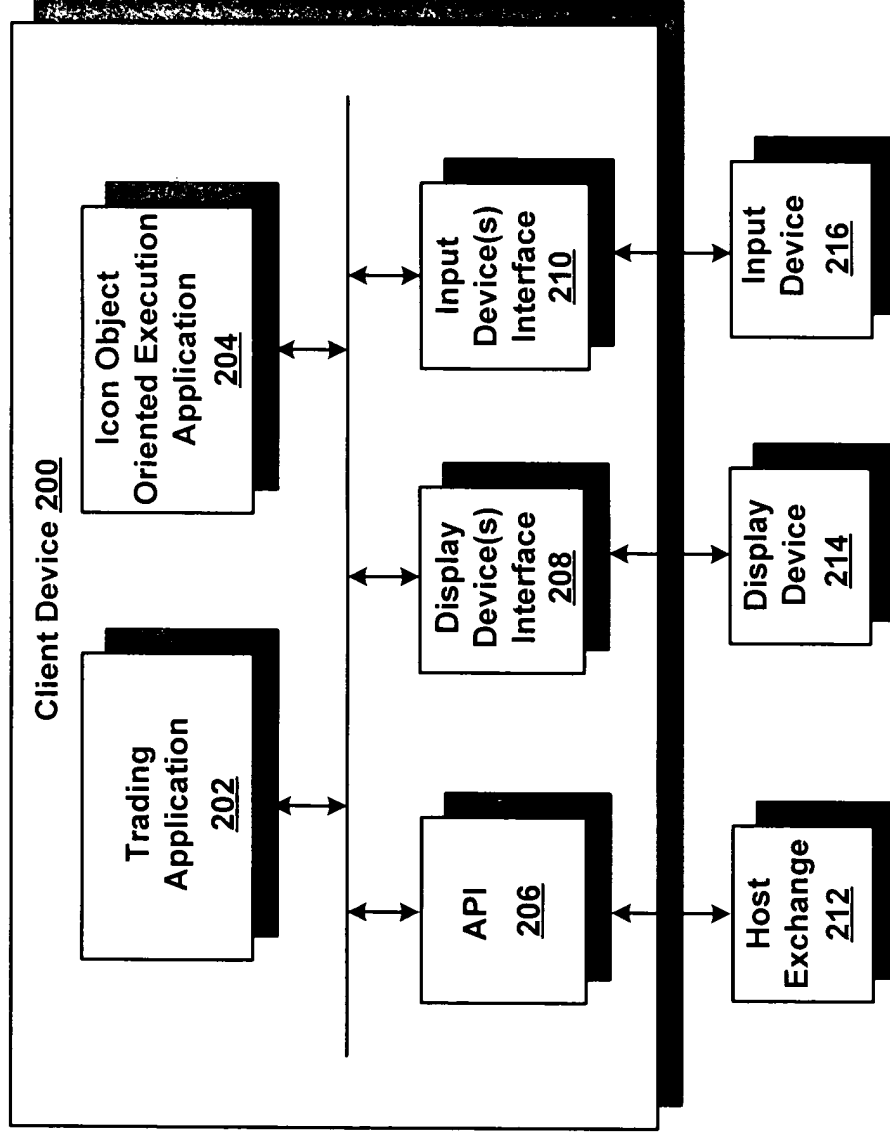 Client Device 200
Trading
Application
202
Icon Object
Oriented Execution
Application
204
API
206
Display
Device(s)
Interface
208
Input
Device(s)
Interface
210
Host
Exchange
212
Display
Device
214
Input
Device
216